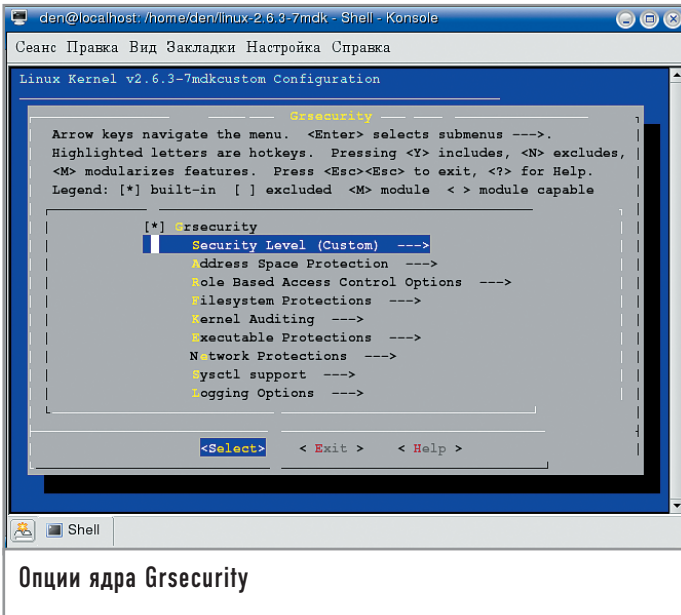 den@localhost: /home/den/linux-2.6.3-7mdk - Shell - Konsole
Сеанс Правка Вид Закладки Настройка Справка
Linux Kernel v2.6.3-7mdkcustom Configuration
Grsecurity
Arrow keys navigate the menu. <Enter> selects submenus --->.
Highlighted letters are hotkeys. Pressing <Y> includes, <N> excludes,
<M> modularizes features. Press <Esc><Esc> to exit, <?> for Help.
Legend: [*] built-in [ ] excluded <M> module < > module capable
[*] Grsecurity
Security Level (Custom) --->
Address Space Protection --->
Role Based Access Control Options --->
Filesystem Protections --->
Kernel Auditing --->
Executable Protections --->
Network Protections --->
Sysctl support --->
Logging Options --->
<Select> < Exit > < Help >
Shell
Опции ядра Grsecurity